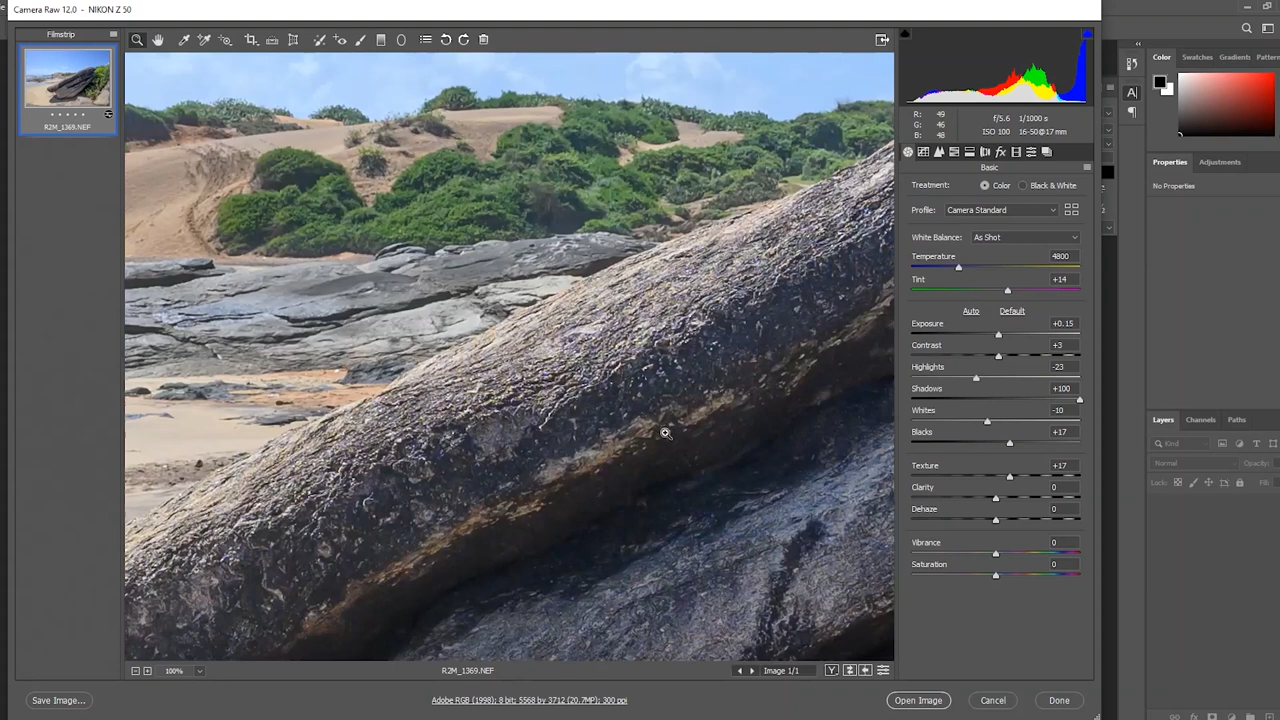 Camera Raw 12.0 - NIKON Z 50
Filmstrip
R2M_1369.NEF
R: 49
G: 46
B: 48
f/5.6 1/1000 s
ISO 100 16-50@17 mm
Basic
Treatment: Color Black & White
Profile: Camera Standard
White Balance: As Shot
Temperature 4800
Tint +14
Auto Default
Exposure +0.15
Contrast +3
Highlights -23
Shadows +100
Whites -10
Blacks +17
Texture +17
Clarity 0
Dehaze 0
Vibrance 0
Saturation 0
100%
R2M_1369.NEF
Image 1/1
Save Image...
Adobe RGB (1998); 8 bit; 5568 by 3712 (20.7MP); 300 ppi
Open Image
Cancel
Done
Color Swatches Gradients
Properties Adjustments
No Properties
Layers Channels Paths
Kind
Normal Opacity:
Lock: Fill: